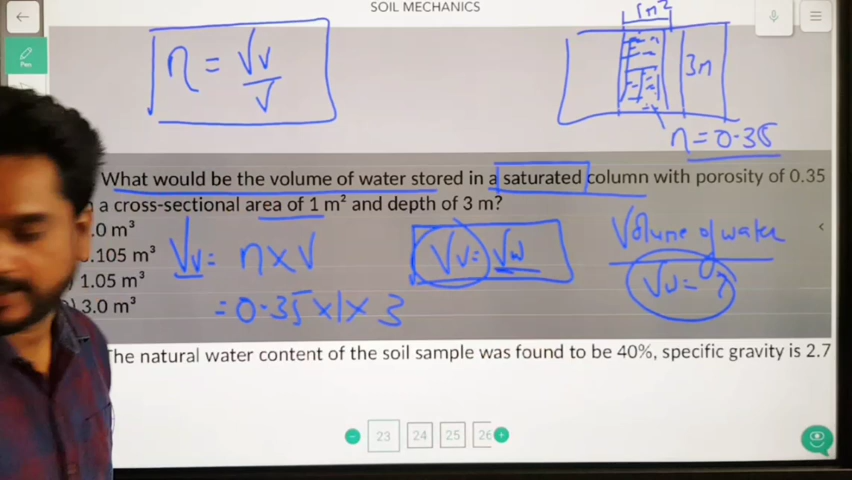 SOIL MECHANICS
Pen
η = Vv / V
1m²
3m
η = 0.35
What would be the volume of water stored in a saturated column with porosity of 0.35
a cross-sectional area of 1 m² and depth of 3 m?
.0 m³
.105 m³
) 1.05 m³
) 3.0 m³
Vv = η × V
= 0.35 × 1 × 3
Vv = Vw
Volume of water
Vv = ?
The natural water content of the soil sample was found to be 40%, specific gravity is 2.7
23 24 25 26